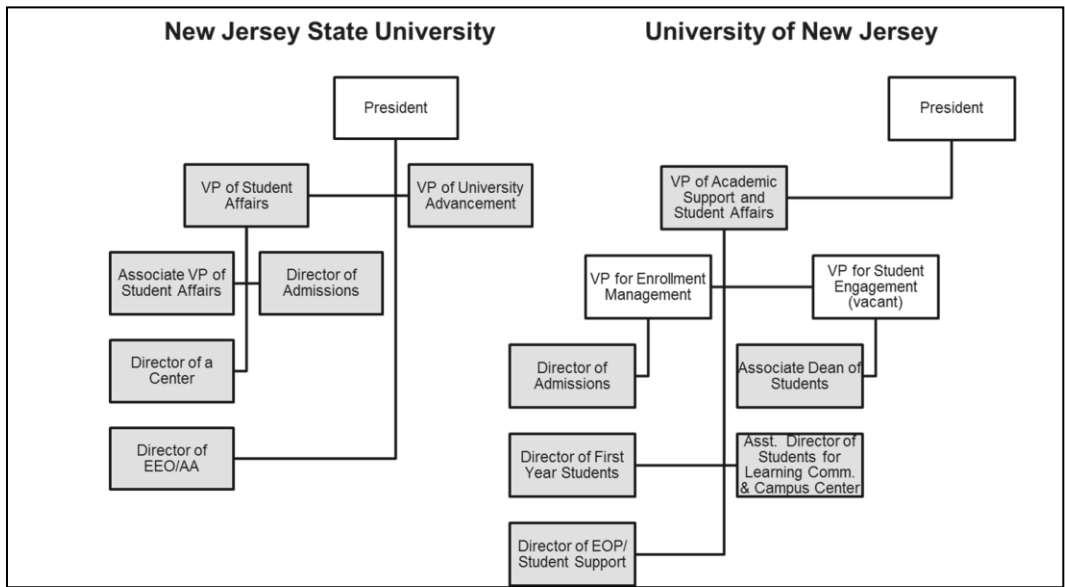 New Jersey State University
University of New Jersey
President
VP of Student
Affairs
VP of University
Advancement
Associate VP of
Student Affairs
Director of
Admissions
Director of a
Center
Director of
EEO/AA
President
VP of Academic
Support and
Student Affairs
VP for Enrollment
Management
VP for Student
Engagement
(vacant)
Director of
Admissions
Associate Dean of
Students
Director of First
Year Students
Asst. Director of
Students for
Learning Comm.
& Campus Center
Director of EOP/
Student Support